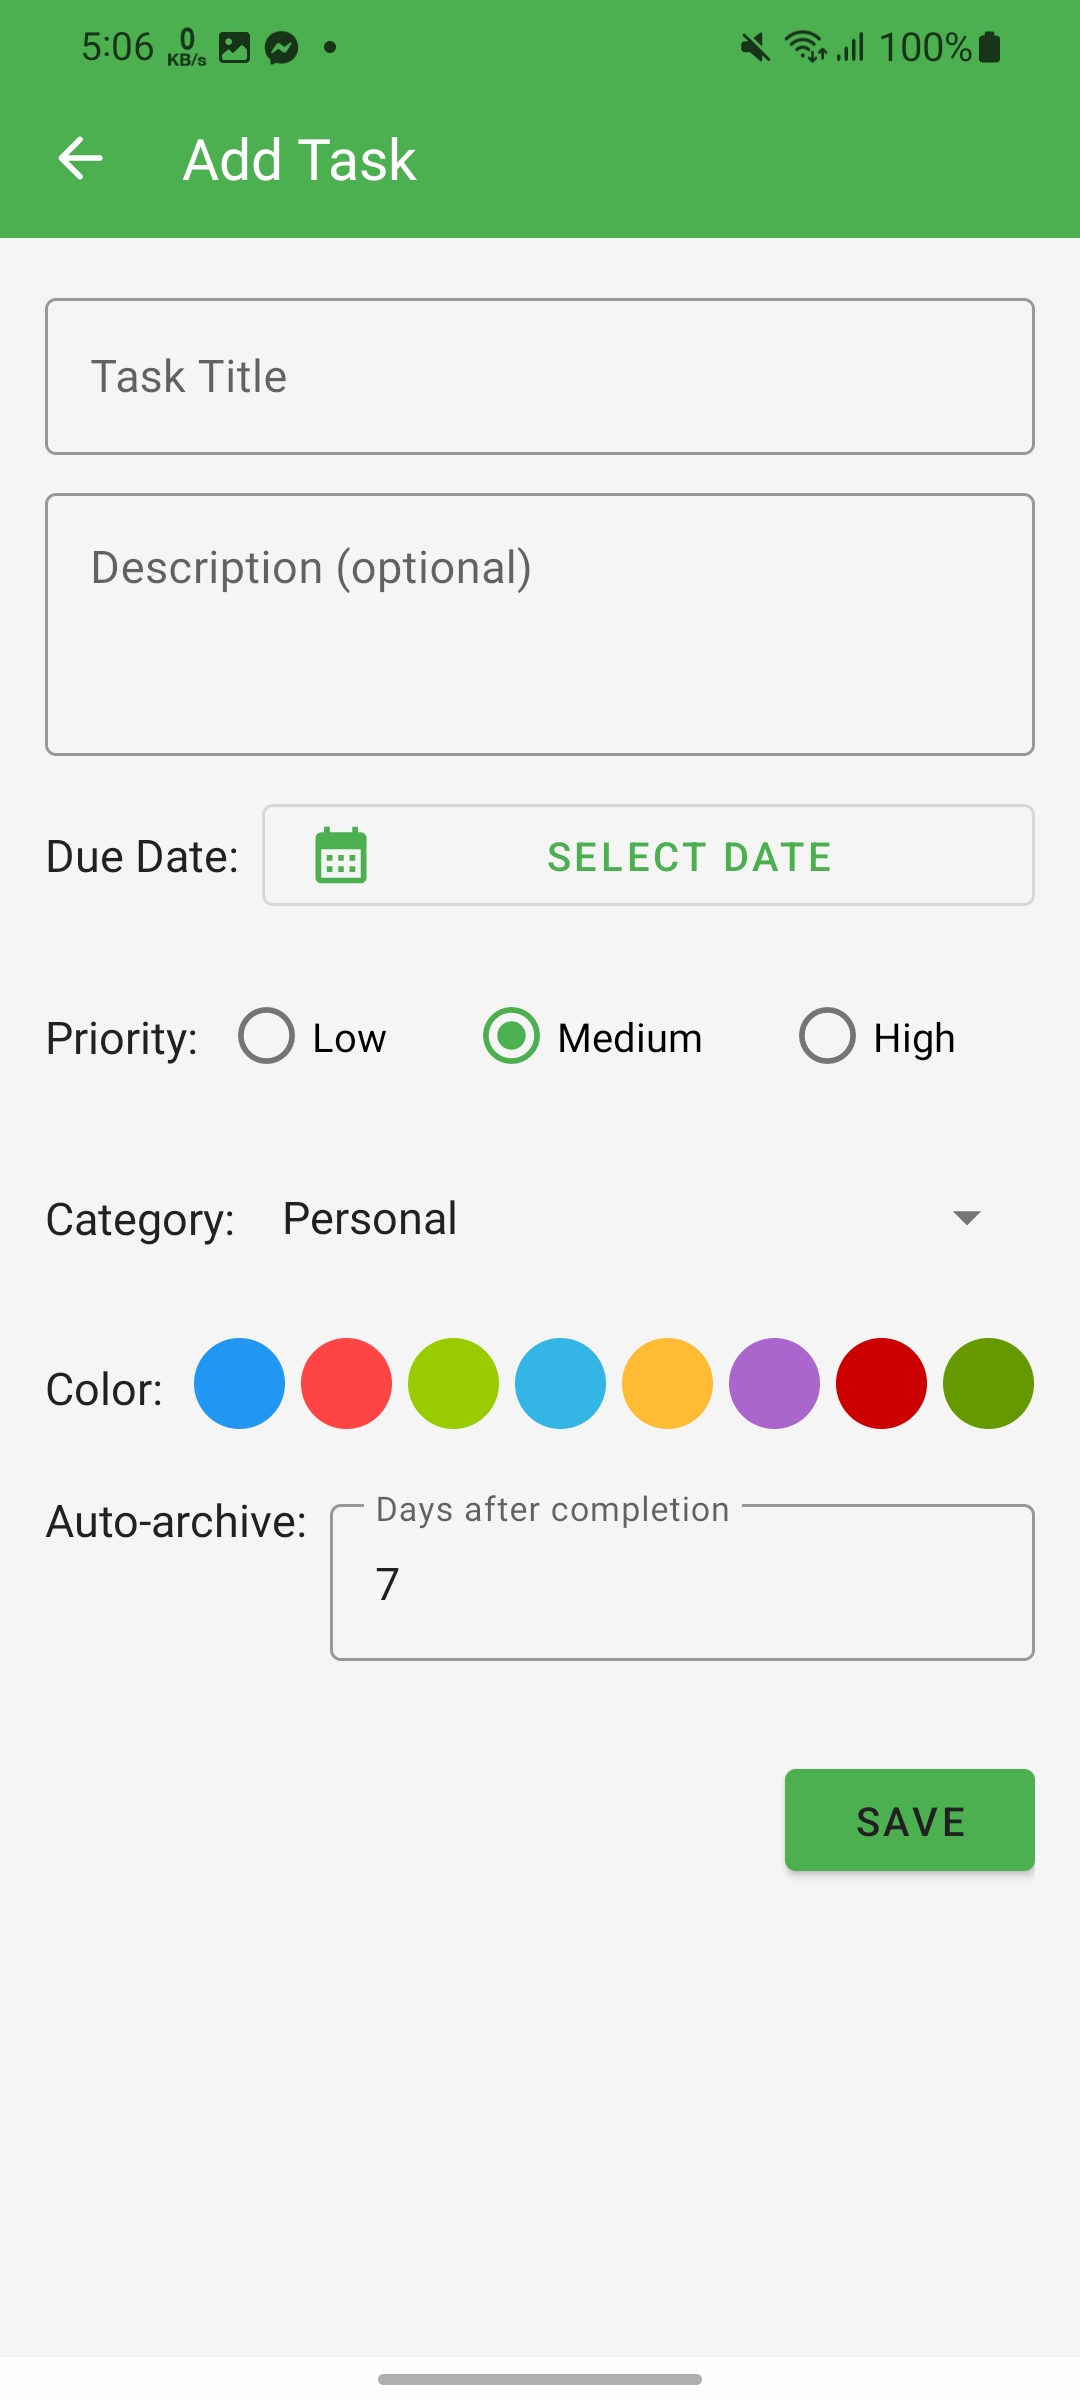 5:06 0 KB/s 100%
Add Task
Task Title
Description (optional)
Due Date: SELECT DATE
Priority: Low Medium High
Category: Personal
Color:
Auto-archive: Days after completion
7
SAVE